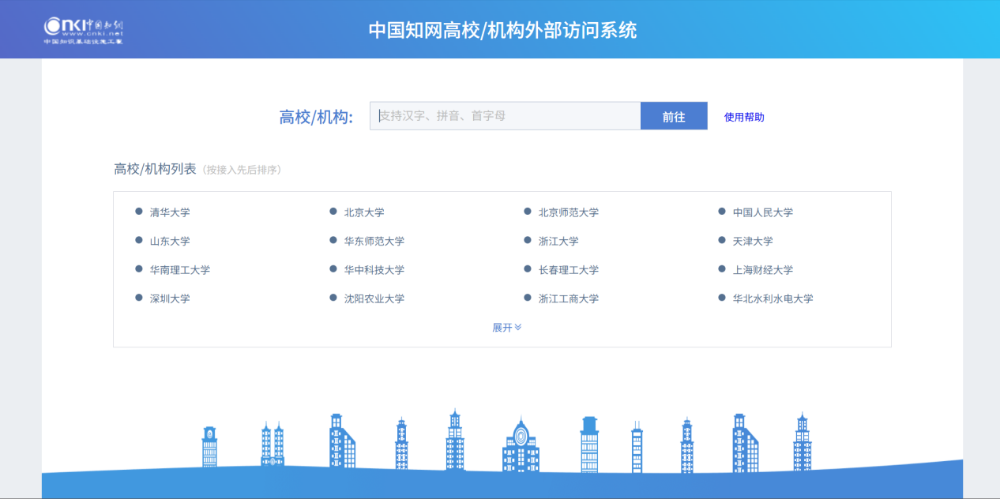 cnki中国知网
www.cnki.net
中国知识基础设施工程
中国知网高校/机构外部访问系统
高校/机构:
支持汉字、拼音、首字母
前往
使用帮助
高校/机构列表（按接入先后排序）
清华大学
北京大学
北京师范大学
中国人民大学
山东大学
华东师范大学
浙江大学
天津大学
华南理工大学
华中科技大学
长春理工大学
上海财经大学
深圳大学
沈阳农业大学
浙江工商大学
华北水利水电大学
展开